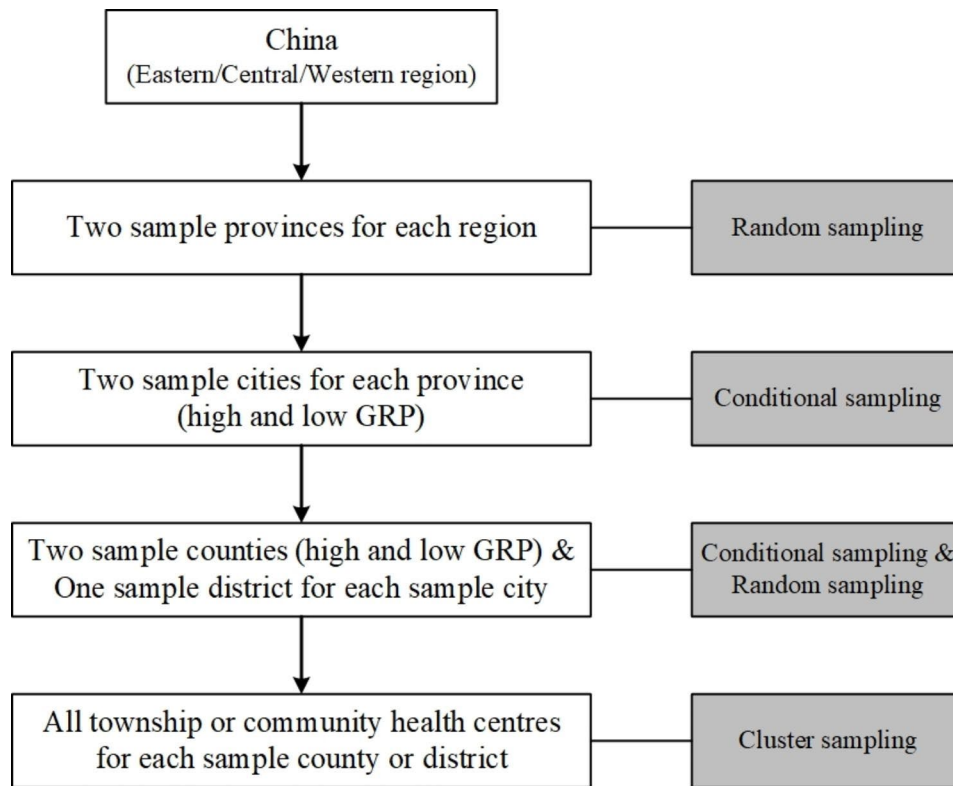 China
(Eastern/Central/Western region)
Two sample provinces for each region
Random sampling
Two sample cities for each province
(high and low GRP)
Conditional sampling
Two sample counties (high and low GRP) &
One sample district for each sample city
Conditional sampling &
Random sampling
All township or community health centres
for each sample county or district
Cluster sampling